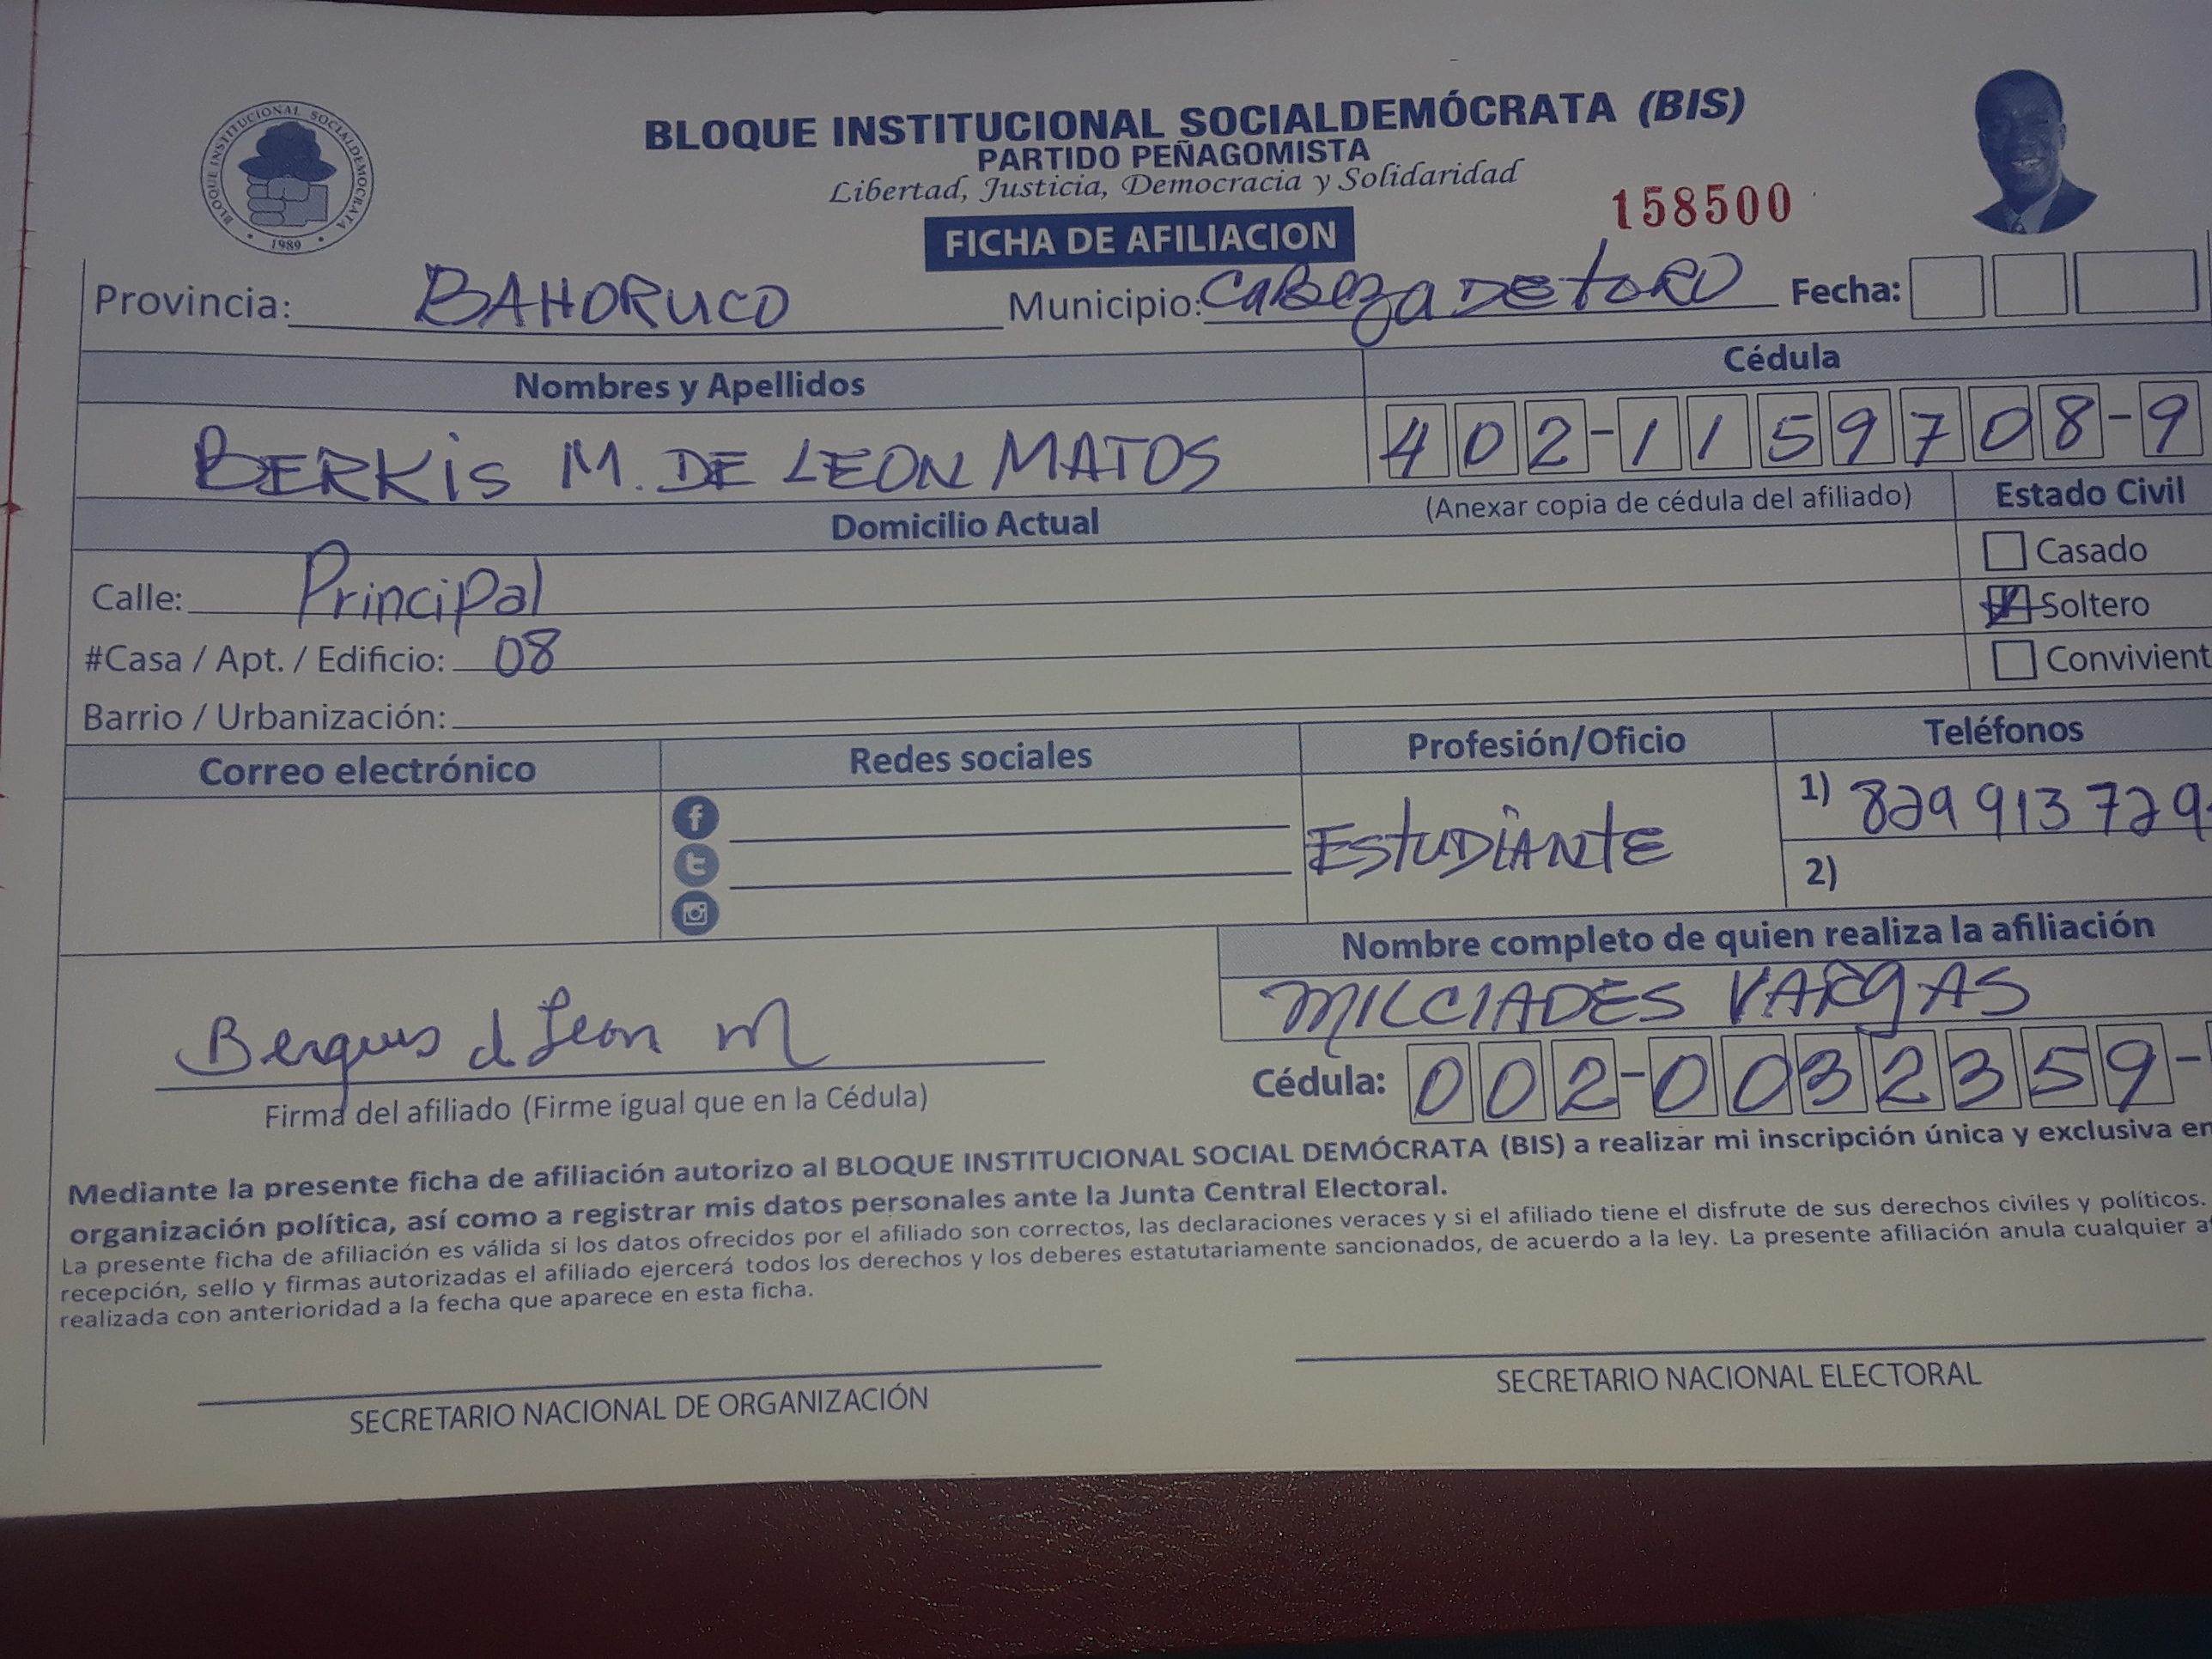 BLOQUE INSTITUCIONAL SOCIALDEMOCRATA
1989
BLOQUE INSTITUCIONAL SOCIALDEMÓCRATA (BIS)
PARTIDO PEÑAGOMISTA
Libertad, Justicia, Democracia y Solidaridad
158500
FICHA DE AFILIACION
Provincia: BAHORUCO Municipio: CABEZA DE TORO Fecha:
Nombres y Apellidos Cédula
BERKIS M. DE LEON MATOS 402-1159708-9
Domicilio Actual (Anexar copia de cédula del afiliado) Estado Civil
Casado
Calle: Principal Soltero
#Casa / Apt. / Edificio: 08 Convivient
Barrio / Urbanización:
Correo electrónico Redes sociales Profesión/Oficio Teléfonos
1) 829 913 729
ESTUDIANTE
2)
Nombre completo de quien realiza la afiliación
MILCIADES VARGAS
Berquis d Leon m
Cédula: 002-0032359-
Firma del afiliado (Firme igual que en la Cédula)
Mediante la presente ficha de afiliación autorizo al BLOQUE INSTITUCIONAL SOCIAL DEMÓCRATA (BIS) a realizar mi inscripción única y exclusiva en
organización política, así como a registrar mis datos personales ante la Junta Central Electoral.
La presente ficha de afiliación es válida si los datos ofrecidos por el afiliado son correctos, las declaraciones veraces y si el afiliado tiene el disfrute de sus derechos civiles y políticos.
recepción, sello y firmas autorizadas el afiliado ejercerá todos los derechos y los deberes estatutariamente sancionados, de acuerdo a la ley. La presente afiliación anula cualquier
realizada con anterioridad a la fecha que aparece en esta ficha.
SECRETARIO NACIONAL DE ORGANIZACIÓN SECRETARIO NACIONAL ELECTORAL